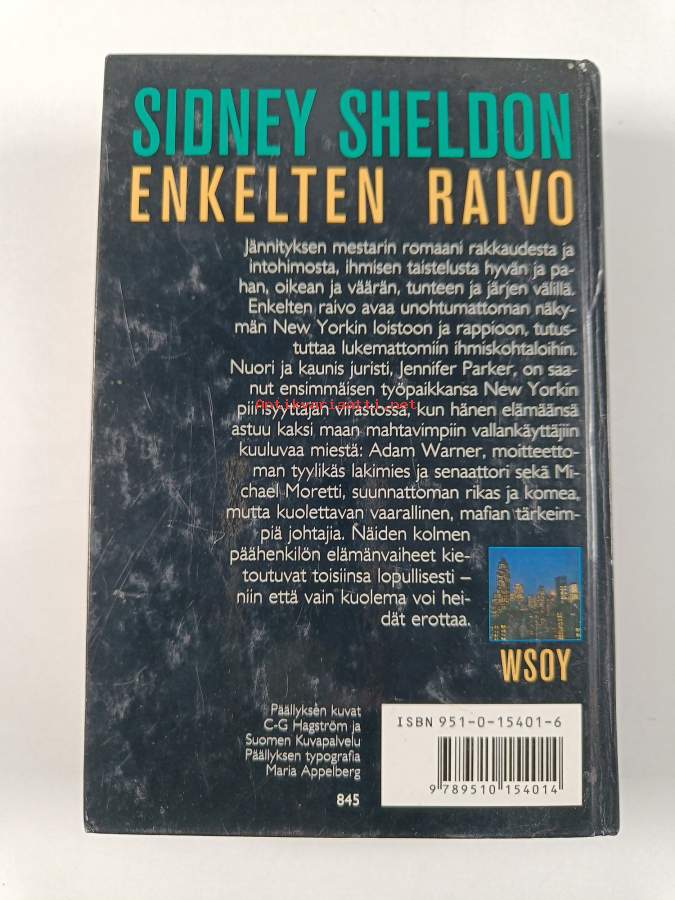 SIDNEY SHELDON
ENKELTEN RAIVO
Jännityksen mestarin romaani rakkaudesta ja
intohimosta, ihmisen taistelusta hyvän ja pa-
han, oikean ja väärän, tunteen ja järjen välillä.
Enkelten raivo avaa unohtumattoman näky-
män New Yorkin loistoon ja rappioon, tutus-
tuttaa lukemattomiin ihmiskohtaloihin.
Nuori ja kaunis juristi, Jennifer Parker, on saa-
nut ensimmäisen työpaikkansa New Yorkin
Antikvariaatti.net
piirisyyttäjän virastossa, kun hänen elämäänsä
astuu kaksi maan mahtavimpiin vallankäyttäjiin
kuuluvaa miestä: Adam Warner, moitteetto-
man tyylikäs lakimies ja senaattori sekä Mi-
chael Moretti, suunnattoman rikas ja komea,
mutta kuolettavan vaarallinen, mafian tärkeim-
piä johtajia. Näiden kolmen
päähenkilön elämänvaiheet kie-
toutuvat toisiinsa lopullisesti –
niin että vain kuolema voi hei-
dät erottaa.
WSOY
Päällyksen kuvat
C-G Hagström ja
Suomen Kuvapalvelu
Päällyksen typografia
Maria Appelberg
845
ISBN 951-0-15401-6
9 789510 154014